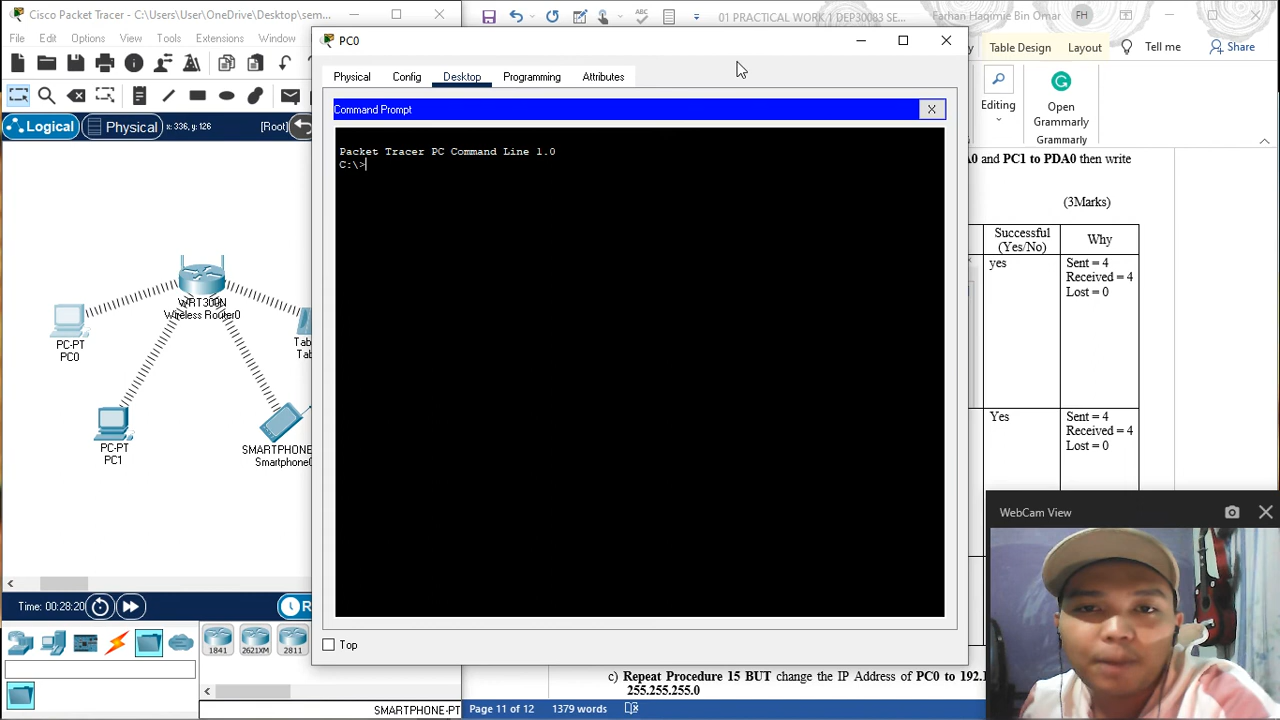 Cisco Packet Tracer - C:\Users\User\OneDrive\Desktop\sem
File Edit Options View Tools Extensions Window
Logical Physical x: 336, y: 126 [Root]
WRT300N
Wireless Router0
PC-PT
PC0
Tab
Tab
PC-PT
PC1
SMARTPHONE
Smartphone0
Time: 00:28:20
R
1841 2620XM 2811
SMARTPHONE-PT
01 PRACTICAL WORK 1 DEP30083 SE... Farhan Haqimie Bin Omar FH
Table Design Layout Tell me Share
Editing
Open
Grammarly
Grammarly
PC0
Physical Config Desktop Programming Attributes
Command Prompt X
Packet Tracer PC Command Line 1.0
C:\>
Top
A0 and PC1 to PDA0 then write
(3Marks)
Successful
(Yes/No)
Why
yes
Sent = 4
Received = 4
Lost = 0
Yes
Sent = 4
Received = 4
Lost = 0
WebCam View
c) Repeat Procedure 15 BUT change the IP Address of PC0 to 192.1
255.255.255.0
Page 11 of 12 1379 words